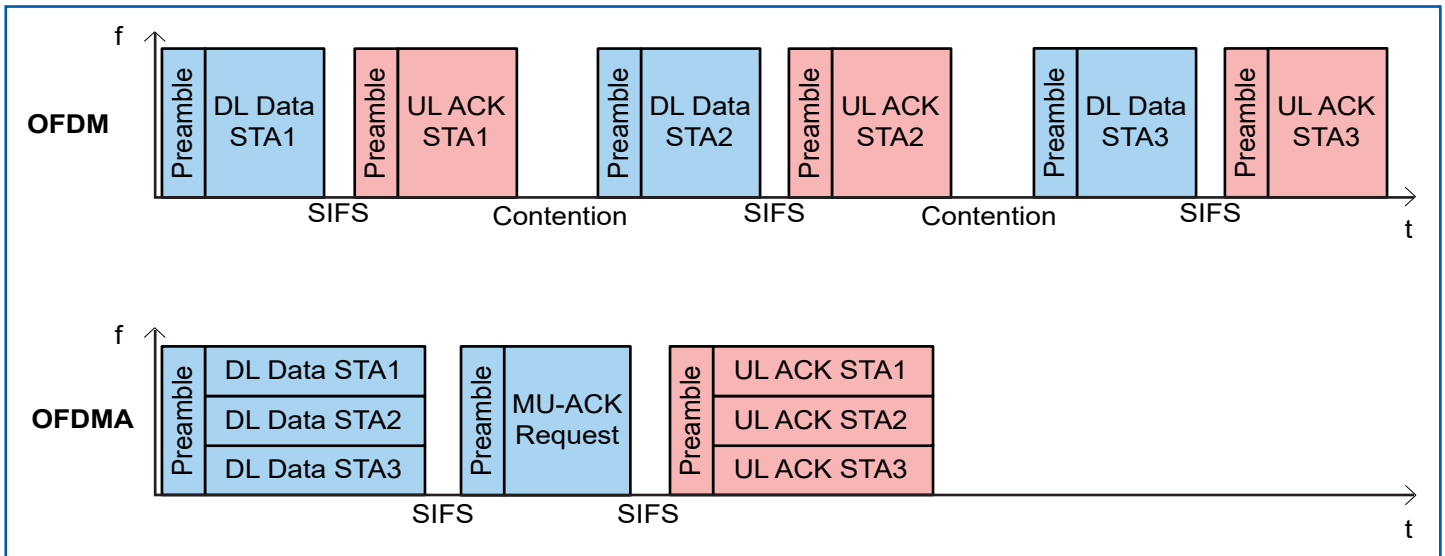 f
OFDM
Preamble
DL Data
STA1
Preamble
UL ACK
STA1
Preamble
DL Data
STA2
Preamble
UL ACK
STA2
Preamble
DL Data
STA3
Preamble
UL ACK
STA3
SIFS
Contention
SIFS
Contention
SIFS
t
f
OFDMA
Preamble
DL Data STA1
DL Data STA2
DL Data STA3
Preamble
MU-ACK
Request
Preamble
UL ACK STA1
UL ACK STA2
UL ACK STA3
SIFS
SIFS
t